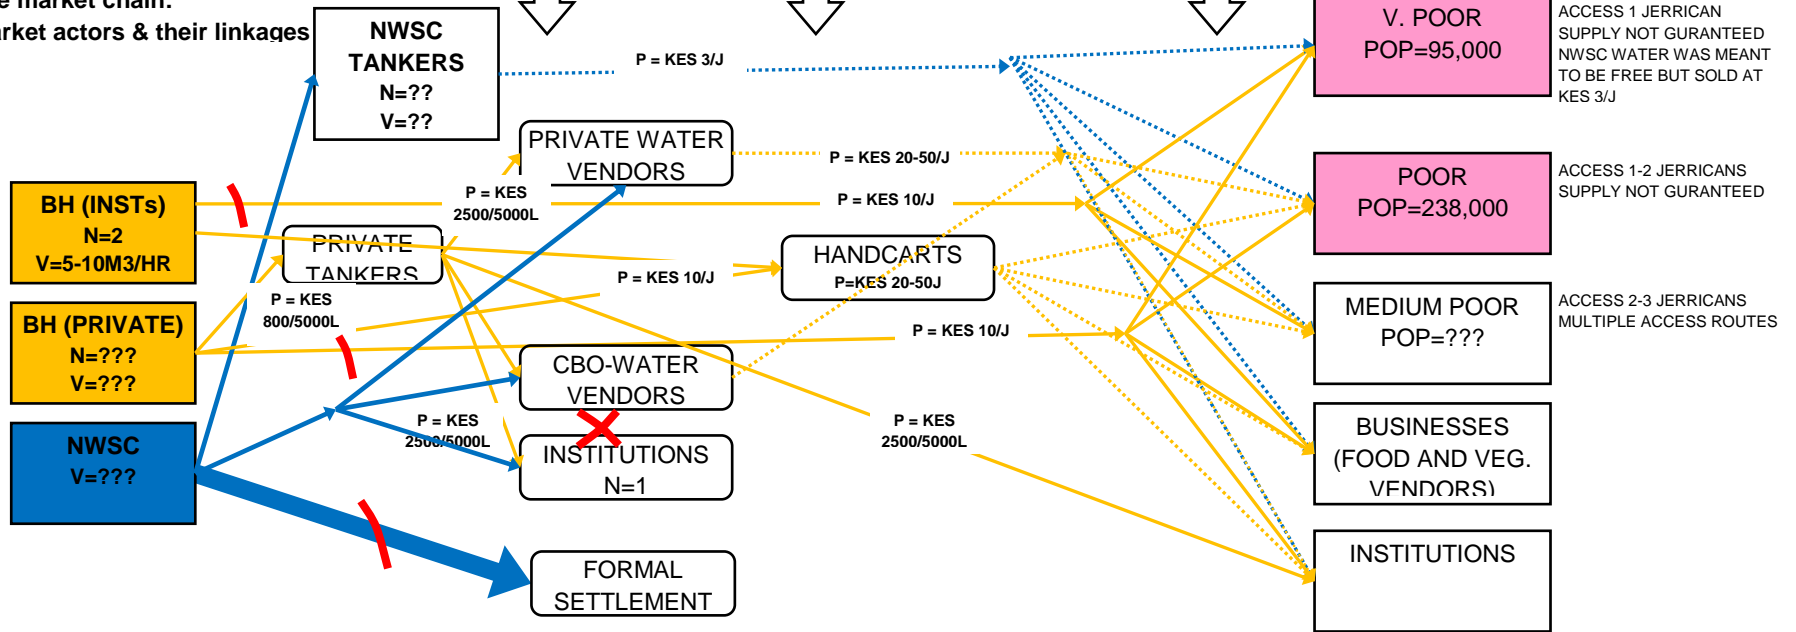 e market chain:
arket actors & their linkages
NWSC
TANKERS
N=??
V=??
P = KES 3/J
V. POOR
POP=95,000
ACCESS 1 JERRICAN
SUPPLY NOT GURANTEED
NWSC WATER WAS MEANT
TO BE FREE BUT SOLD AT
KES 3/J
PRIVATE WATER
VENDORS
P = KES 20-50/J
BH (INSTs)
N=2
V=5-10M3/HR
P = KES
2500/5000L
P = KES 10/J
POOR
POP=238,000
ACCESS 1-2 JERRICANS
SUPPLY NOT GURANTEED
PRIVATE
TANKERS
HANDCARTS
P=KES 20-50J
P = KES 10/J
P = KES
800/5000L
BH (PRIVATE)
N=???
V=???
P = KES 10/J
MEDIUM POOR
POP=???
ACCESS 2-3 JERRICANS
MULTIPLE ACCESS ROUTES
CBO-WATER
VENDORS
P = KES
2500/5000L
P = KES
2500/5000L
NWSC
V=???
INSTITUTIONS
N=1
BUSINESSES
(FOOD AND VEG.
VENDORS)
FORMAL
SETTLEMENT
INSTITUTIONS